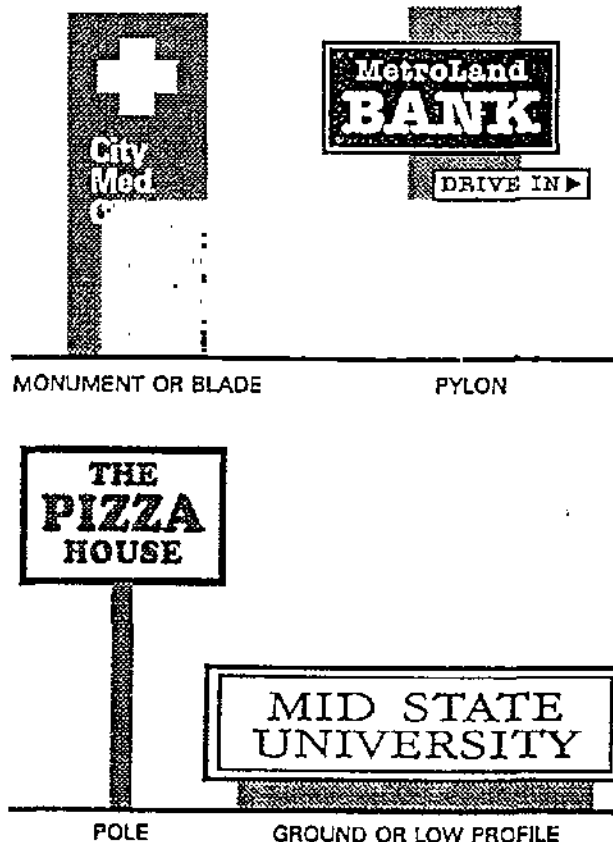 City
Med
MetroLand
BANK
DRIVE IN ▶
MONUMENT OR BLADE
PYLON
THE
PIZZA
HOUSE
MID STATE
UNIVERSITY
POLE
GROUND OR LOW PROFILE